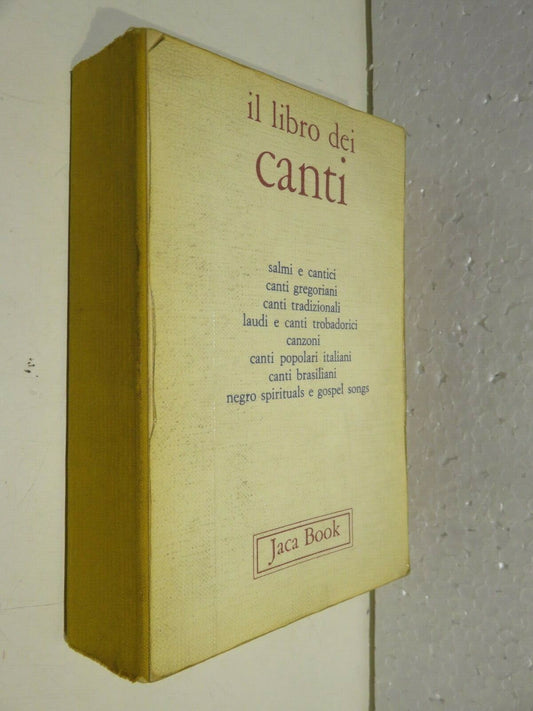 il libro dei
canti
salmi e cantici
canti gregoriani
canti tradizionali
laudi e canti trobadorici
canzoni
canti popolari italiani
canti brasiliani
negro spirituals e gospel songs
Jaca Book